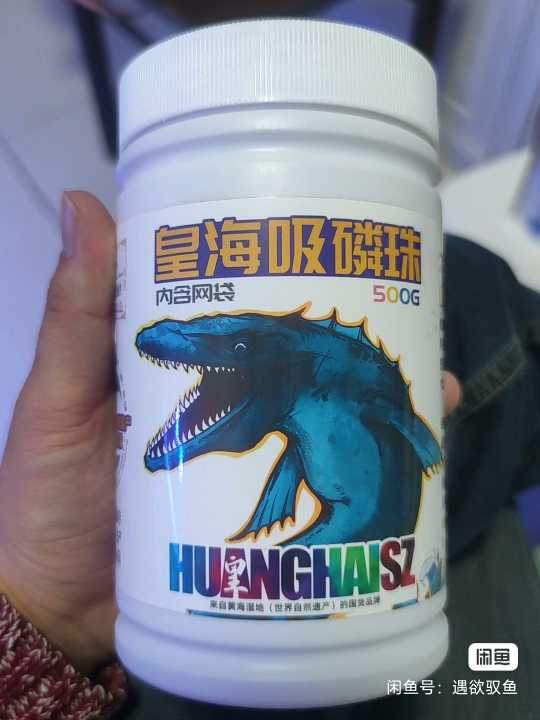 皇海吸磷珠
内含网袋
500G
HUANGHAISZ
皇
来自黄海湿地（世界自然遗产）的国货品牌
闲鱼
闲鱼号：遇欲驭鱼